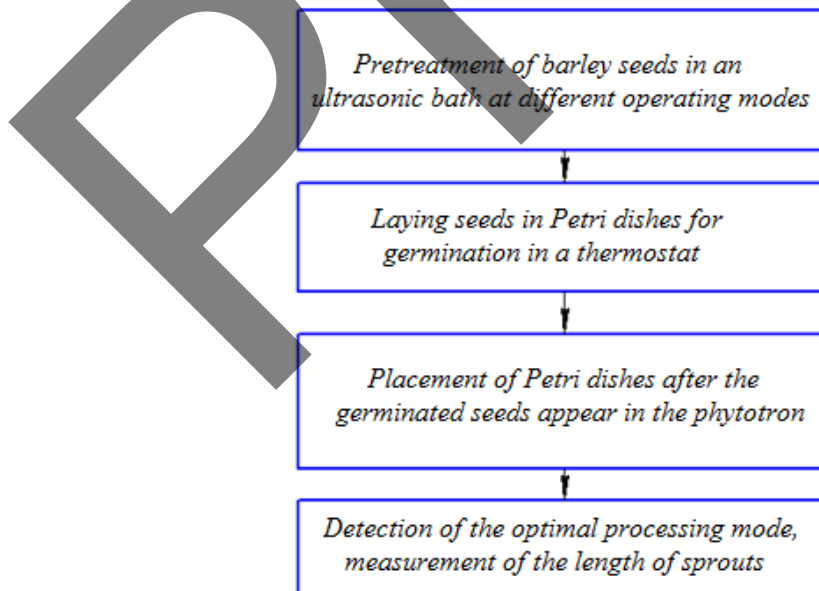 Pretreatment of barley seeds in an
ultrasonic bath at different operating modes
Laying seeds in Petri dishes for
germination in a thermostat
Placement of Petri dishes after the
germinated seeds appear in the phytotron
Detection of the optimal processing mode,
measurement of the length of sprouts